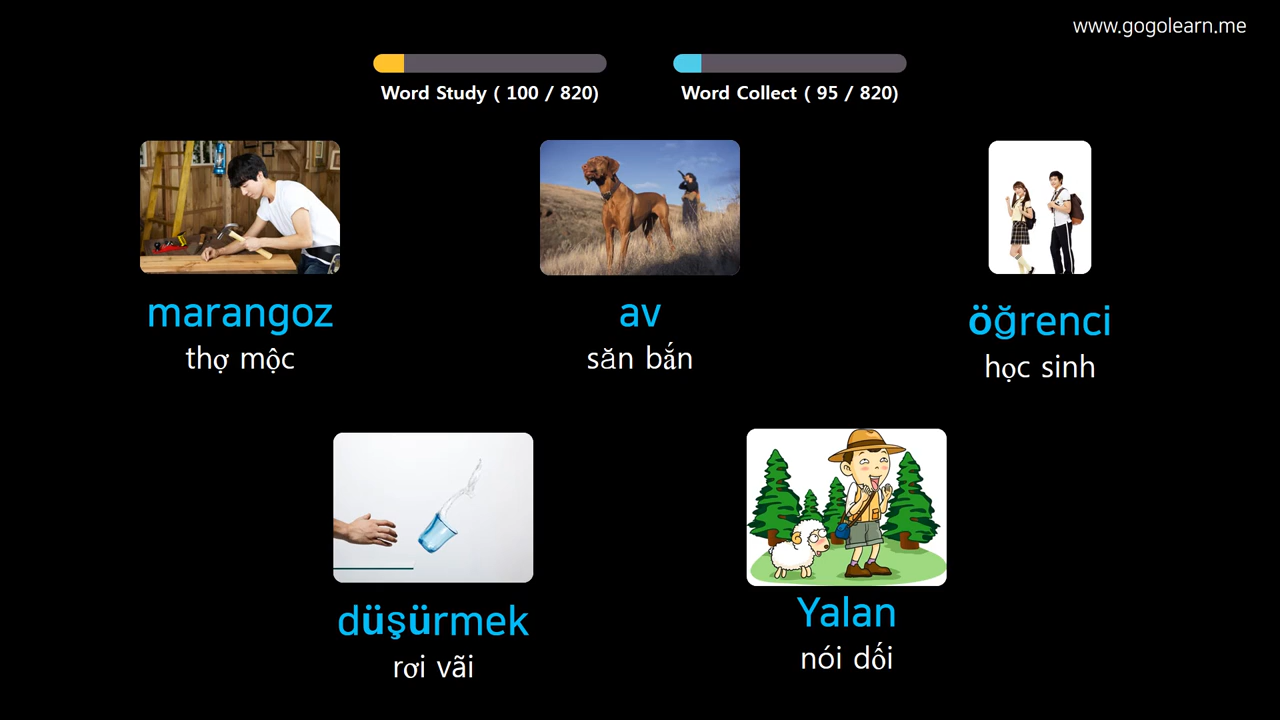 www.gogolearn.me
Word Study ( 100 / 820)
Word Collect ( 95 / 820)
marangoz
thợ mộc
av
săn bắn
öğrenci
học sinh
düşürmek
rơi vãi
Yalan
nói dối